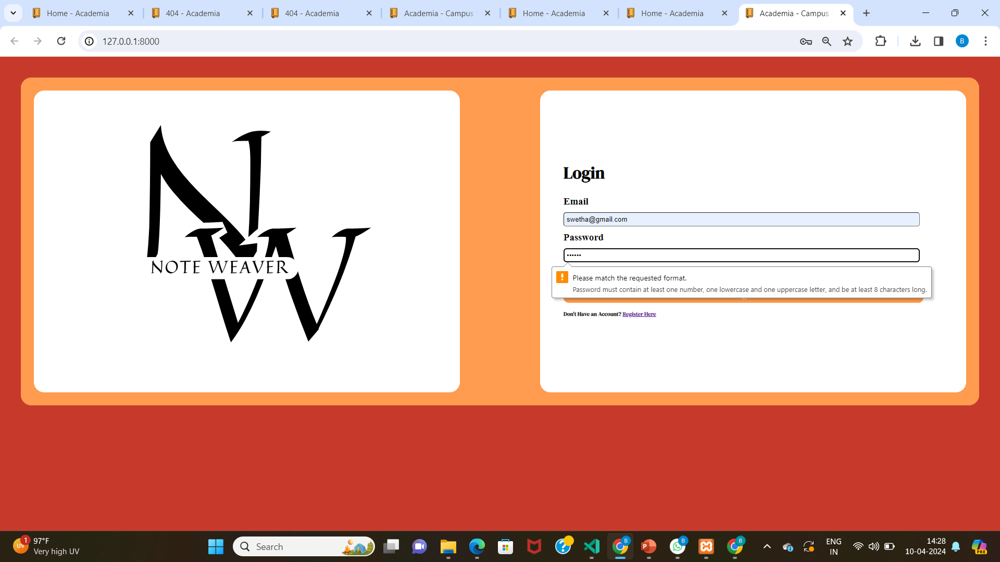 Home - Academia
404 - Academia
404 - Academia
Academia - Campus
Home - Academia
Home - Academia
Academia - Campus
127.0.0.1:8000
B
NOTE WEAVER
Login
Email
swetha@gmail.com
Password
Please match the requested format.
Password must contain at least one number, one lowercase and one uppercase letter, and be at least 8 characters long.
Don't Have an Account? Register Here
UV
1
97°F
Very high UV
Search
B
P
B
B
ENG
IN
14:28
10-04-2024
PRE